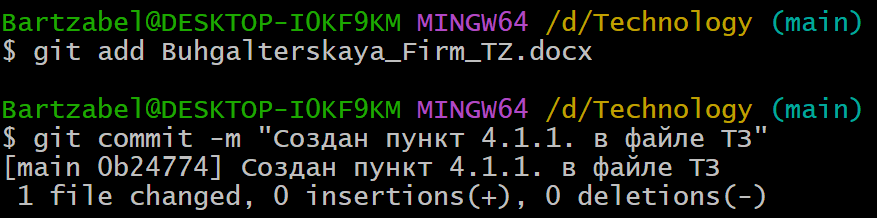 Bartzabel@DESKTOP-I0KF9KM MINGW64 /d/Technology (main)
$ git add Buhgalterskaya_Firm_TZ.docx
Bartzabel@DESKTOP-I0KF9KM MINGW64 /d/Technology (main)
$ git commit -m "Создан пункт 4.1.1. в файле ТЗ"
[main 0b24774] Создан пункт 4.1.1. в файле ТЗ
1 file changed, 0 insertions(+), 0 deletions(-)